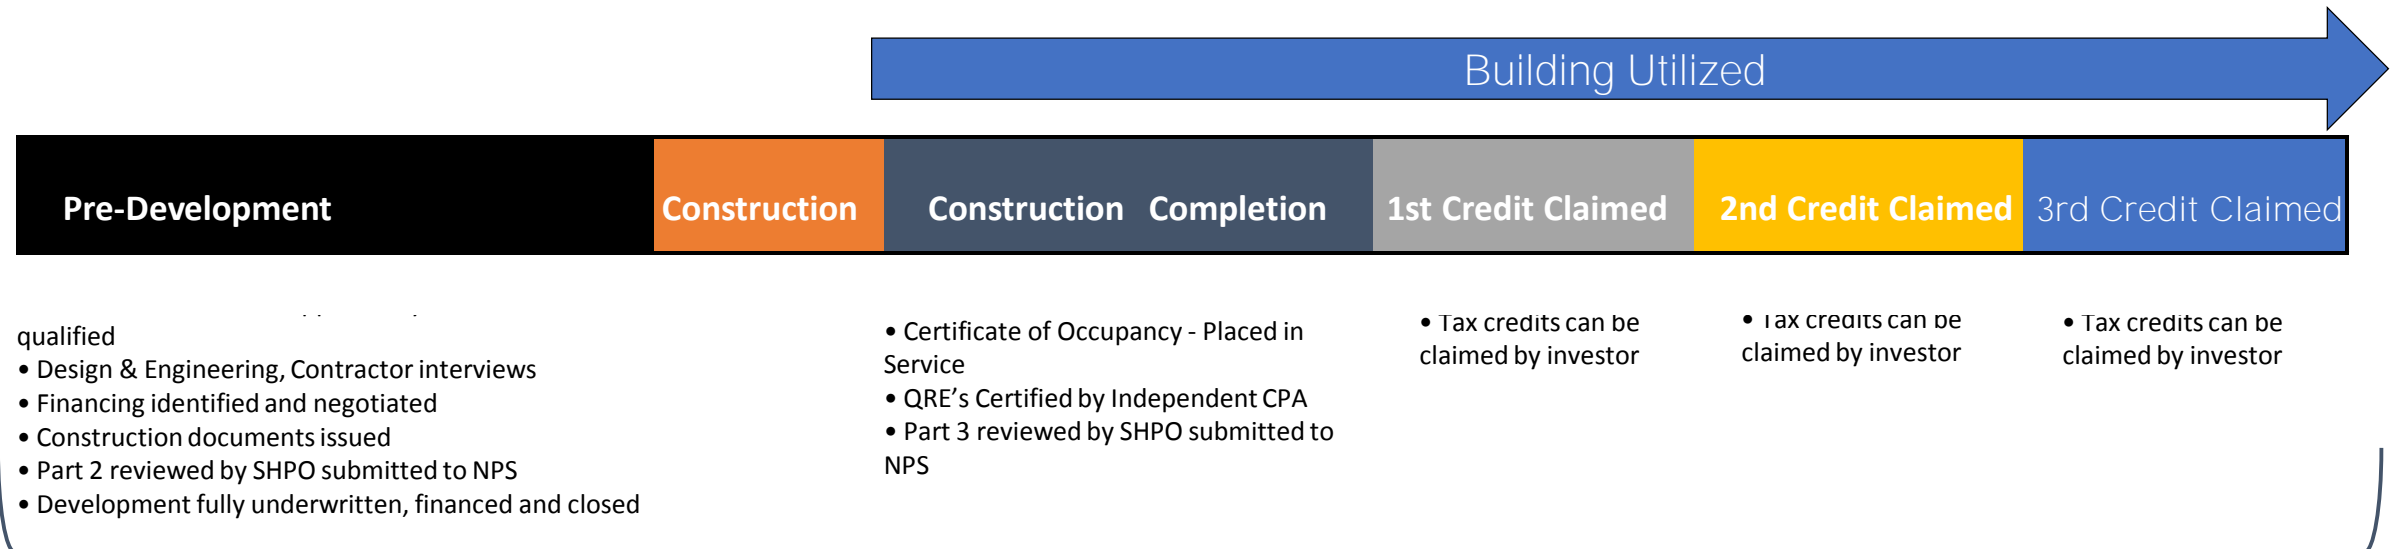 Building Utilized
Pre-Development
Construction
Construction Completion
1st Credit Claimed
2nd Credit Claimed
3rd Credit Claimed
qualified
• Design & Engineering, Contractor interviews
• Financing identified and negotiated
• Construction documents issued
• Part 2 reviewed by SHPO submitted to NPS
• Development fully underwritten, financed and closed
• Certificate of Occupancy - Placed in
Service
• QRE’s Certified by Independent CPA
• Part 3 reviewed by SHPO submitted to
NPS
• Tax credits can be
claimed by investor
• Tax credits can be
claimed by investor
• Tax credits can be
claimed by investor